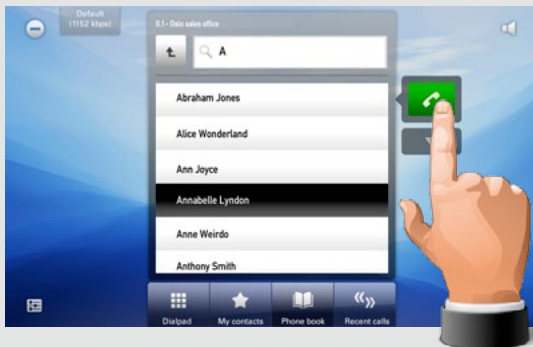 Default
(1152 kbps)
0.1 - Oslo sales office
A
Abraham Jones
Alice Wonderland
Ann Joyce
Annabelle Lyndon
Anne Weirdo
Anthony Smith
Dialpad
My contacts
Phone book
Recent calls